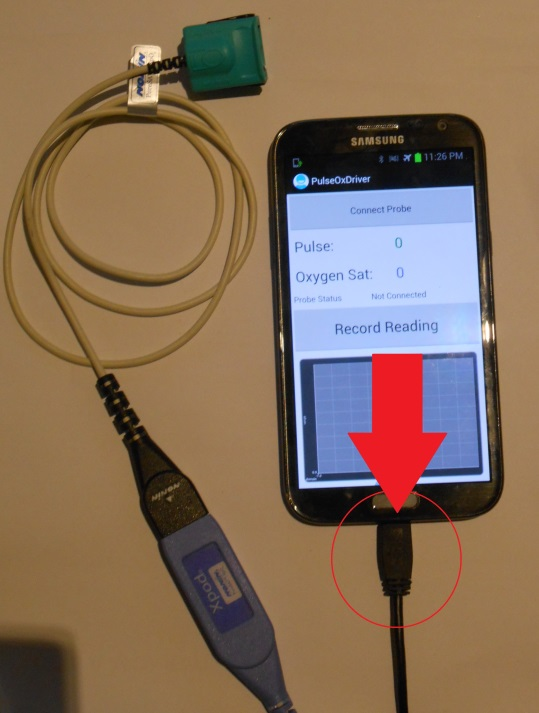 NONIN
SAMSUNG
11:26 PM
PulseOxDriver
Connect Probe
Pulse: 0
Oxygen Sat: 0
Probe Status Not Connected
Record Reading
NONIN
Xpod